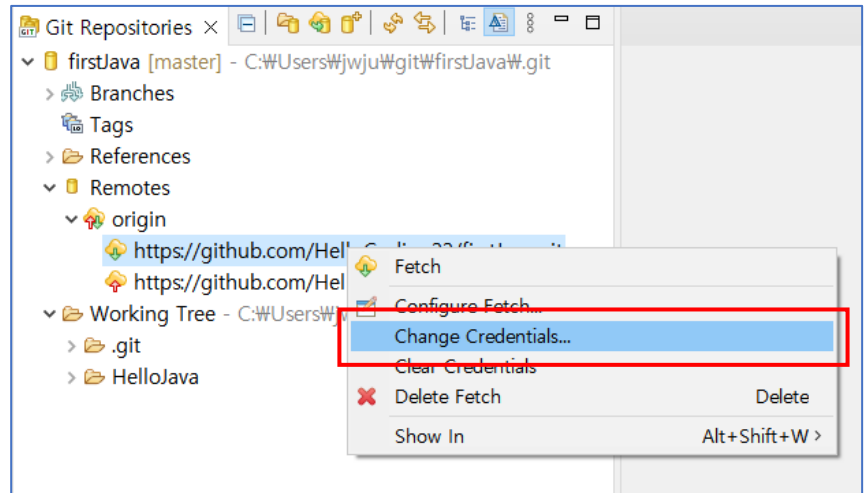 Git Repositories
firstJava [master] - C:₩Users₩jwju₩git₩firstJava₩.git
Branches
Tags
References
Remotes
origin
https://github.com/Hel
Fetch
https://github.com/Hel
Configure Fetch...
Working Tree - C:₩Users₩j
Change Credentials...
.git
Clear Credentials
HelloJava
Delete Fetch Delete
Show In Alt+Shift+W >